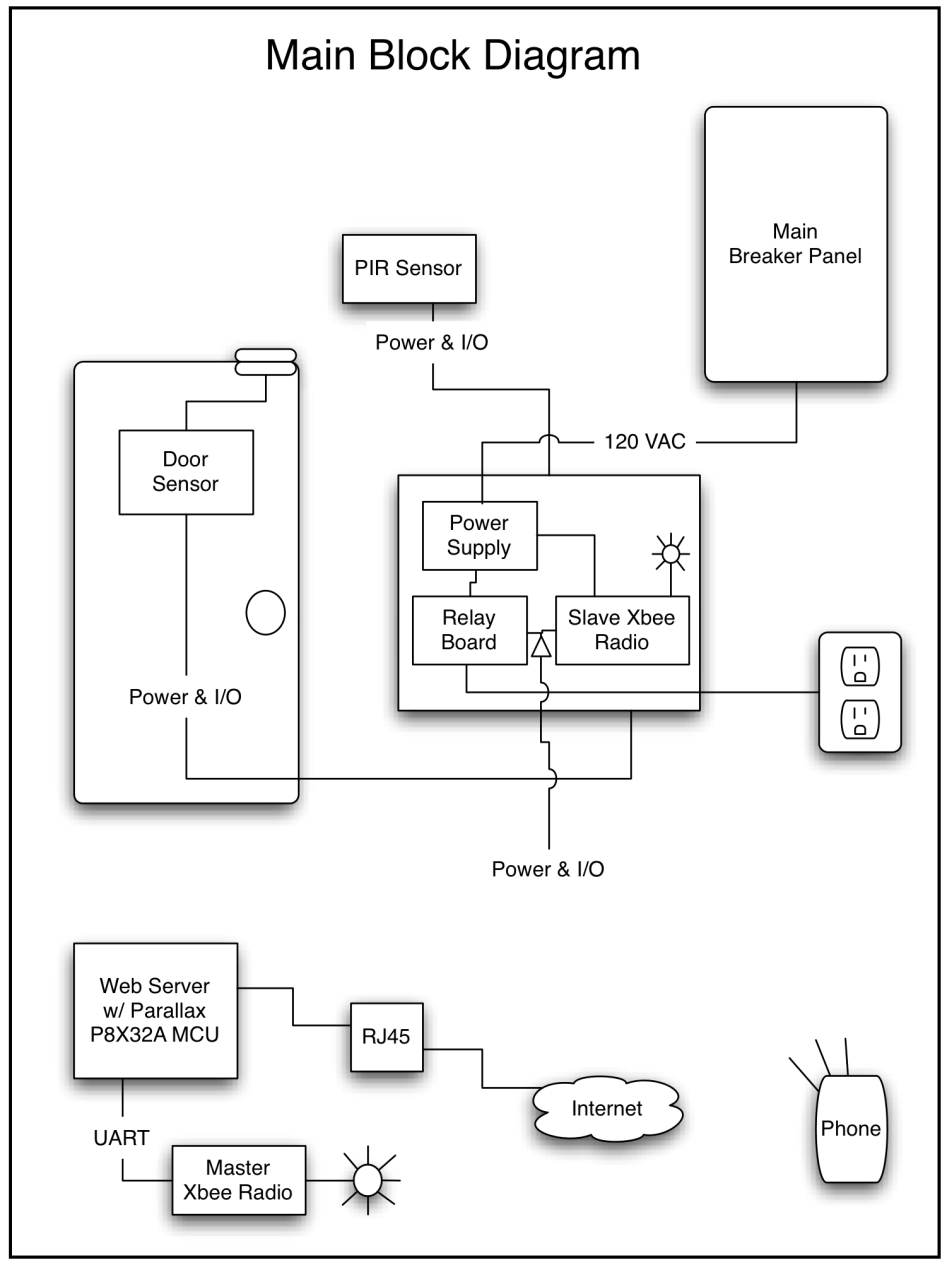 Main Block Diagram
Main
Breaker Panel
PIR Sensor
Power & I/O
120 VAC
Door
Sensor
Power
Supply
Relay
Board
Slave Xbee
Radio
Power & I/O
Power & I/O
Web Server
w/ Parallax
P8X32A MCU
RJ45
Internet
Phone
UART
Master
Xbee Radio